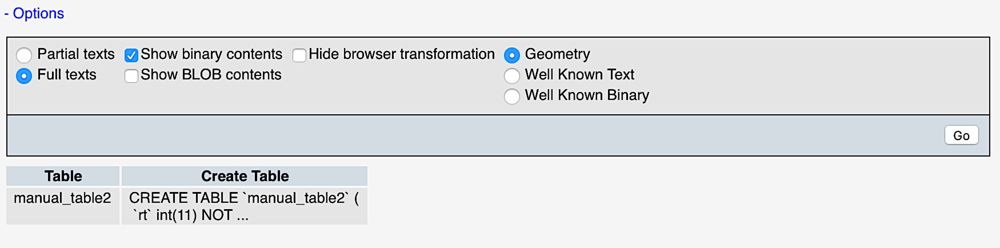 - Options
Partial texts Show binary contents Hide browser transformation Geometry
Full texts Show BLOB contents Well Known Text
Well Known Binary
Go
Table Create Table
manual_table2 CREATE TABLE `manual_table2` (
`rt` int(11) NOT ...